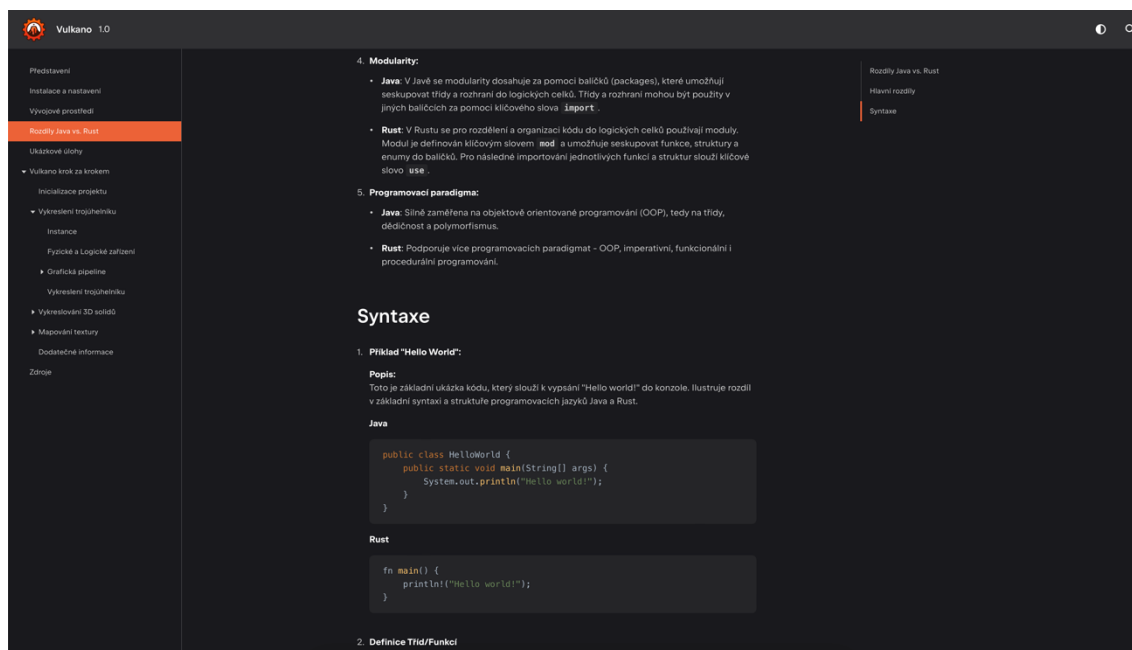 Vulkano 1.0
Představení
Instalace a nastavení
Vývojové prostředí
Rozdíly Java vs. Rust
Ukázkové úlohy
Vulkano krok za krokem
Inicializace projektu
Vykreslení trojúhelníku
Instance
Fyzické a Logické zařízení
Grafická pipeline
Vykreslení trojúhelníku
Vykreslování 3D solidů
Mapování textury
Dodatečné informace
Zdroje
4. Modularity:
• Java: V Javě se modularity dosahuje za pomoci balíčků (packages), které umožňují
seskupovat třídy a rozhraní do logických celků. Třídy a rozhraní mohou být použity v
jiných balíčcích za pomocí klíčového slova import .
• Rust: V Rustu se pro rozdělení a organizaci kódu do logických celků používají moduly.
Modul je definován klíčovým slovem mod a umožňuje seskupovat funkce, struktury a
enumy do balíčků. Pro následné importování jednotlivých funkcí a struktur slouží klíčové
slovo use .
5. Programovací paradigma:
• Java: Silně zaměřena na objektově orientované programování (OOP), tedy na třídy,
dědičnost a polymorfismus.
• Rust: Podporuje více programovacích paradigmat - OOP, imperativní, funkcionální i
procedurální programování.
Syntaxe
1. Příklad "Hello World":
Popis:
Toto je základní ukázka kódu, který slouží k vypsání "Hello world!" do konzole. Ilustruje rozdíl
v základní syntaxi a struktuře programovacích jazyků Java a Rust.
Java
public class HelloWorld {
    public static void main(String[] args) {
        System.out.println("Hello world!");
    }
}
Rust
fn main() {
    println!("Hello world!");
}
2. Definice Tříd/Funkcí
Rozdíly Java vs. Rust
Hlavní rozdíly
Syntaxe